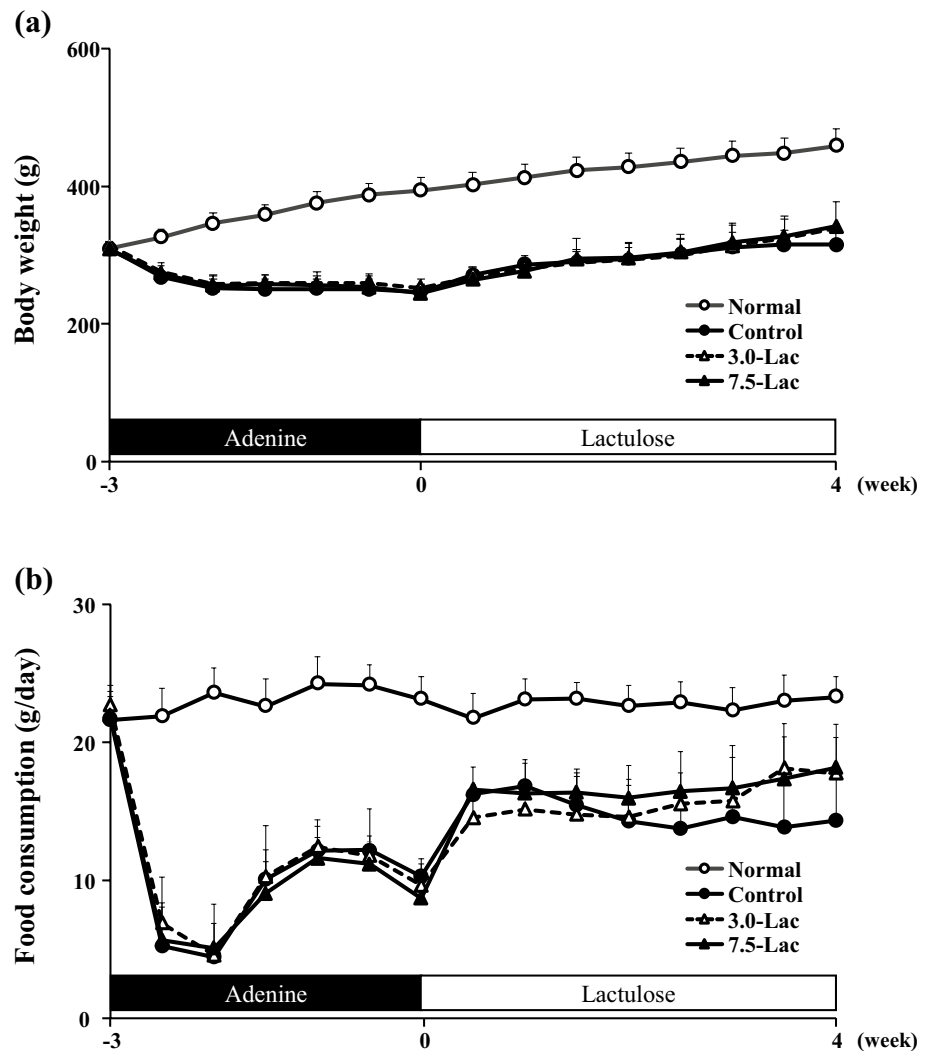 (a)
600
400
200
0
Body weight (g)
Normal
Control
3.0-Lac
7.5-Lac
Adenine
Lactulose
-3
0
4
(week)
(b)
30
20
10
0
Food consumption (g/day)
Normal
Control
3.0-Lac
7.5-Lac
Adenine
Lactulose
-3
0
4
(week)